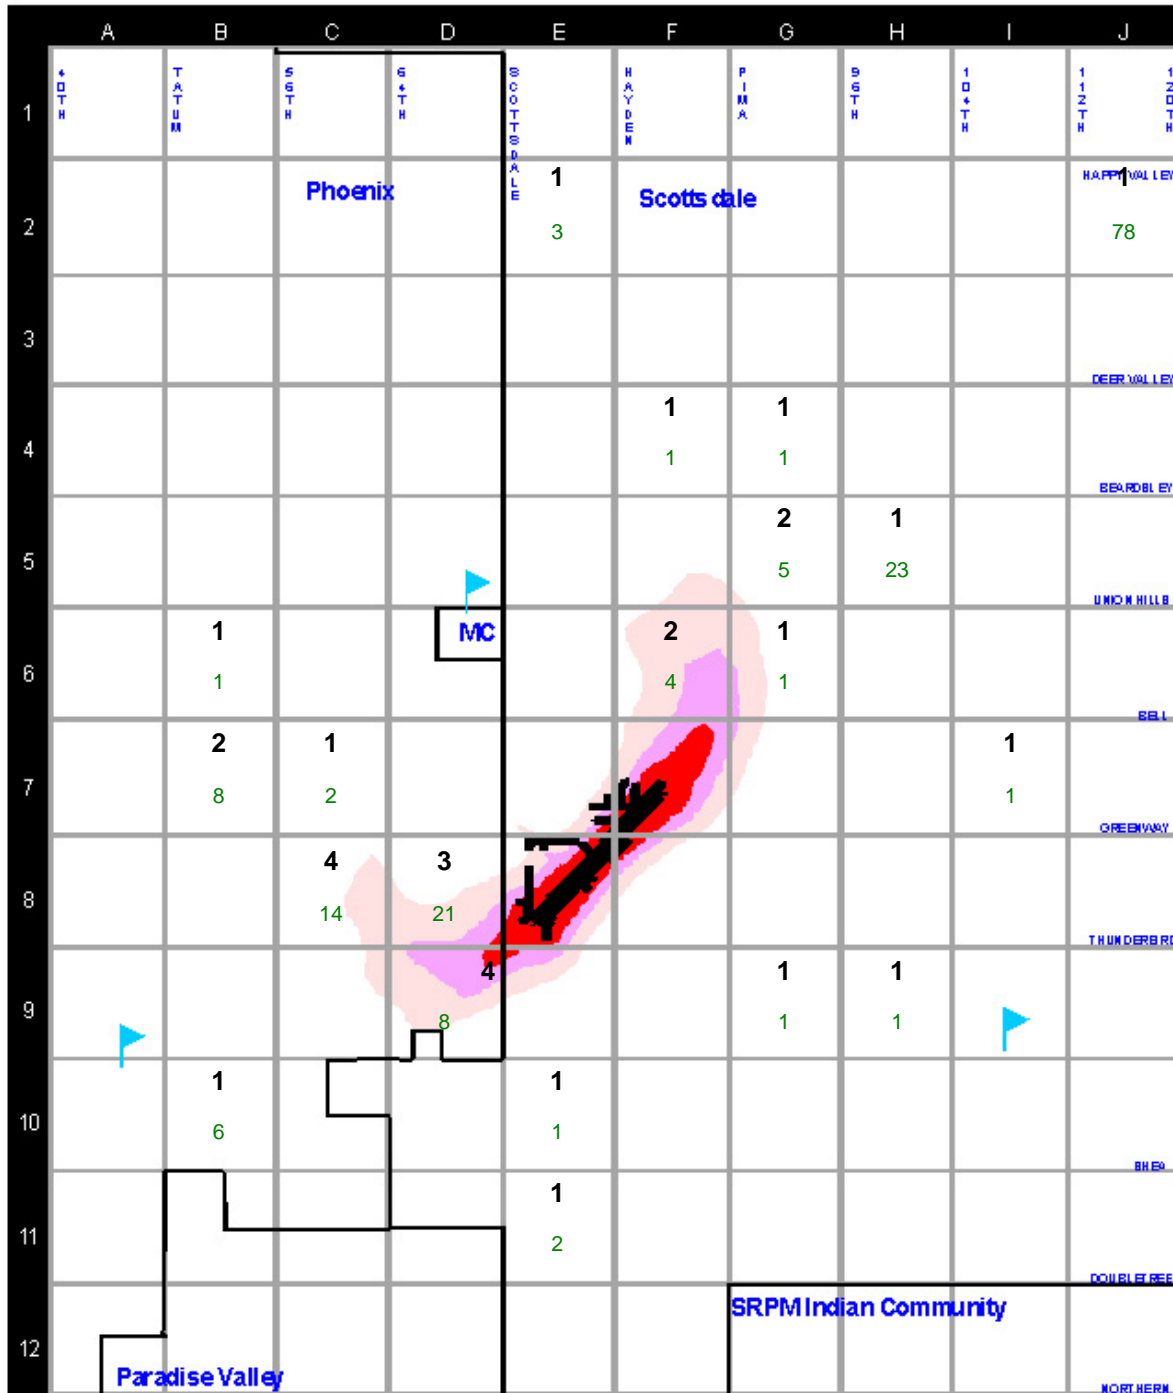 A B C D E F G H I J
1 40TH TATUM 56TH 64TH SCOTTSDALE HAYDEN PIMA 96TH 104TH 112TH 120TH
Phoenix 1 Scottsdale HAPPY VALLEY 1
2 3 78
3
DEER VALLEY
1 1
4 1 1
BEARDSLEY
2 1
5 5 23
UNION HILLS
1 MC 2 1
6 1 4 1
BELL
2 1 1
7 8 2 1
GREENWAY
4 3
8 14 21
THUNDERBIRD
4 1 1
9 8 1 1
1 1
10 6 1
SHEA
1
11 2
DOUBLETREE
SRPM Indian Community
12
Paradise Valley NORTHERN